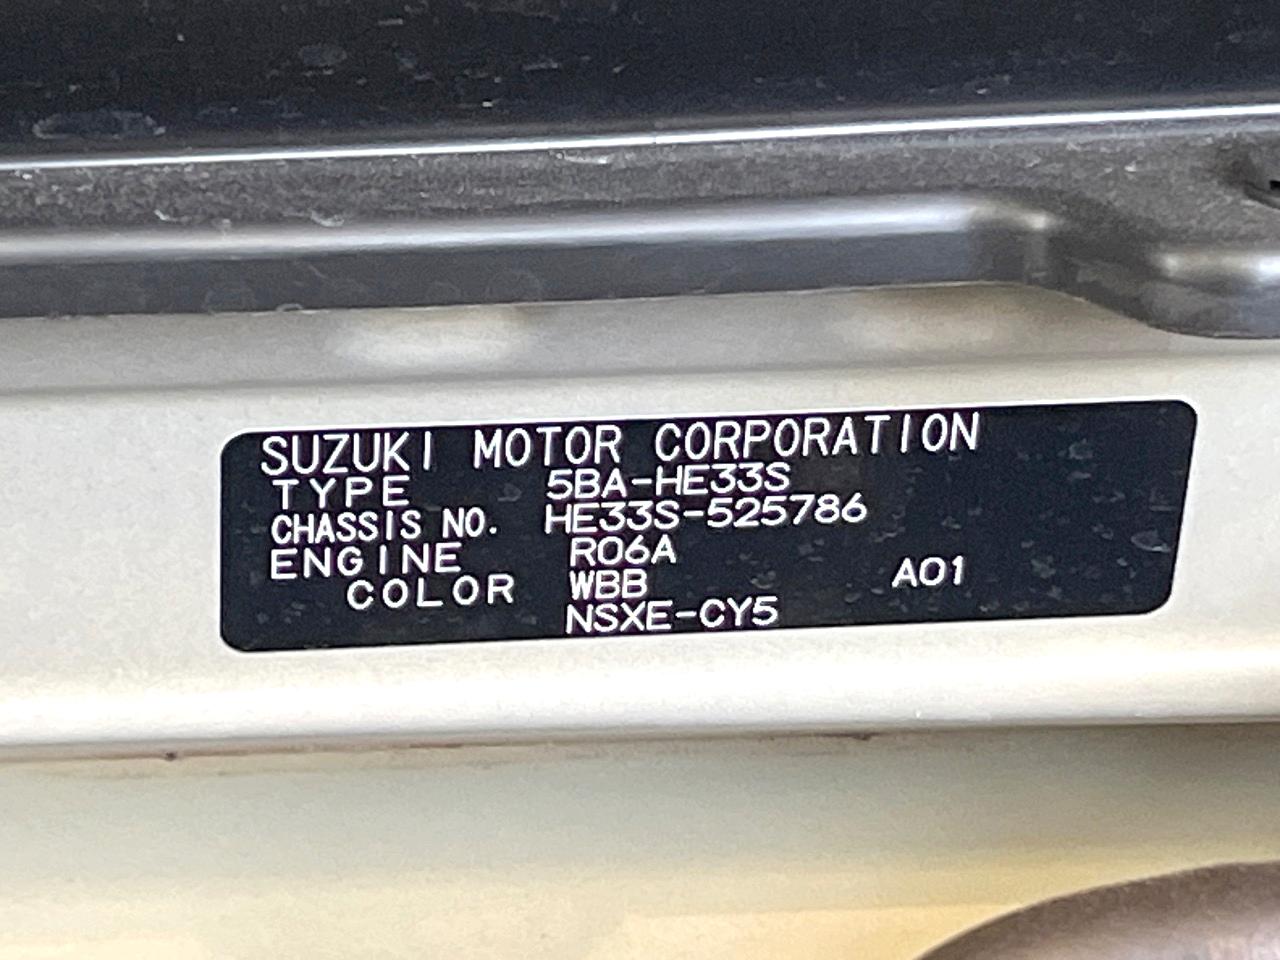 SUZUKI MOTOR CORPORATION
TYPE 5BA-HE33S
CHASSIS NO. HE33S-525786
ENGINE R06A
COLOR WBB A01
NSXE-CY5